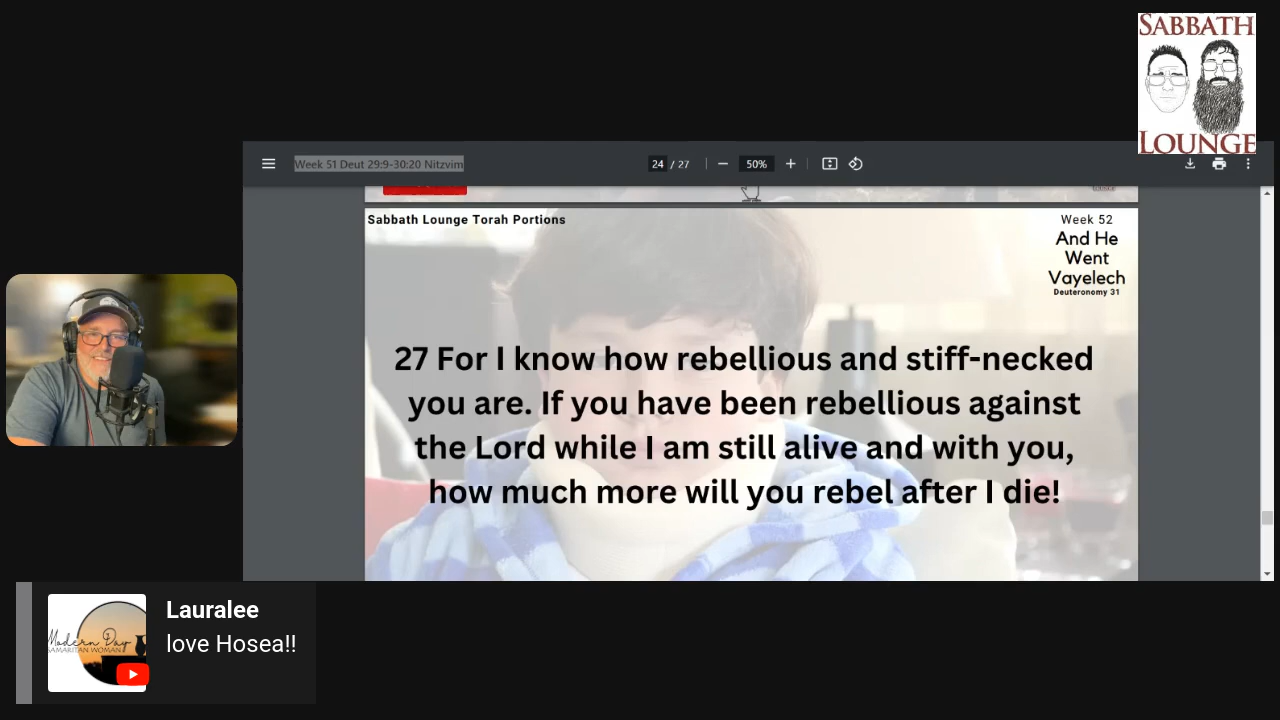 SABBATH
LOUNGE
Week 51 Deut 29:9-30:20 Nitzvim
24 / 27
50%
Sabbath Lounge Torah Portions
Week 52
And He
Went
Vayelech
Deuteronomy 31
27 For I know how rebellious and stiff-necked
you are. If you have been rebellious against
the Lord while I am still alive and with you,
how much more will you rebel after I die!
Modern Day
SAMARITAN WOMAN
Lauralee
love Hosea!!